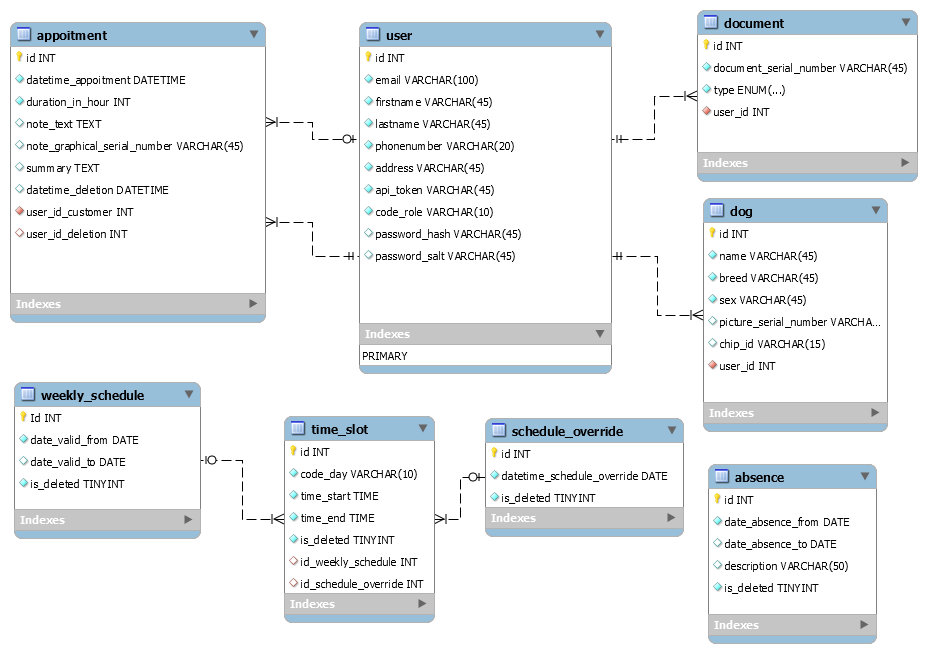 appoitment
id INT
datetime_appoitment DATETIME
duration_in_hour INT
note_text TEXT
note_graphical_serial_number VARCHAR(45)
summary TEXT
datetime_deletion DATETIME
user_id_customer INT
user_id_deletion INT
Indexes
user
id INT
email VARCHAR(100)
firstname VARCHAR(45)
lastname VARCHAR(45)
phonenumber VARCHAR(20)
address VARCHAR(45)
api_token VARCHAR(45)
code_role VARCHAR(10)
password_hash VARCHAR(45)
password_salt VARCHAR(45)
Indexes
PRIMARY
document
id INT
document_serial_number VARCHAR(45)
type ENUM(...)
user_id INT
Indexes
dog
id INT
name VARCHAR(45)
breed VARCHAR(45)
sex VARCHAR(45)
picture_serial_number VARCHA...
chip_id VARCHAR(15)
user_id INT
Indexes
weekly_schedule
Id INT
date_valid_from DATE
date_valid_to DATE
is_deleted TINYINT
Indexes
time_slot
id INT
code_day VARCHAR(10)
time_start TIME
time_end TIME
is_deleted TINYINT
id_weekly_schedule INT
id_schedule_override INT
Indexes
schedule_override
id INT
datetime_schedule_override DATE
is_deleted TINYINT
Indexes
absence
id INT
date_absence_from DATE
date_absence_to DATE
description VARCHAR(50)
is_deleted TINYINT
Indexes